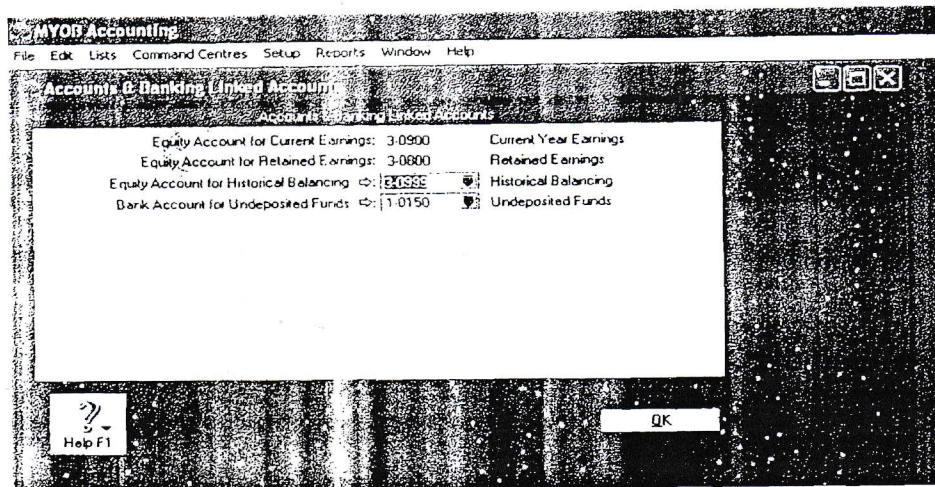 MYOB Accounting
File Edit Lists Command Centres Setup Reports Window Help
Accounts & Banking Linked Accounts
Accounts & Banking Linked Accounts
Equity Account for Current Earnings: 3-0900 Current Year Earnings
Equity Account for Retained Earnings: 3-0800 Retained Earnings
Equity Account for Historical Balancing ⇨: 3-0999 Historical Balancing
Bank Account for Undeposited Funds ⇨: 1-0150 Undeposited Funds
Help F1
OK